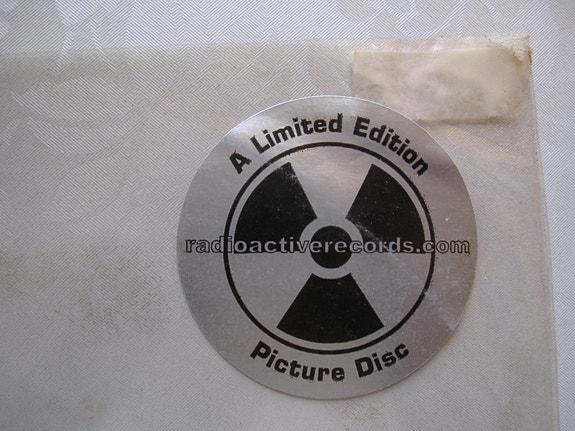 A Limited Edition
radioactiverecords.com
Picture Disc